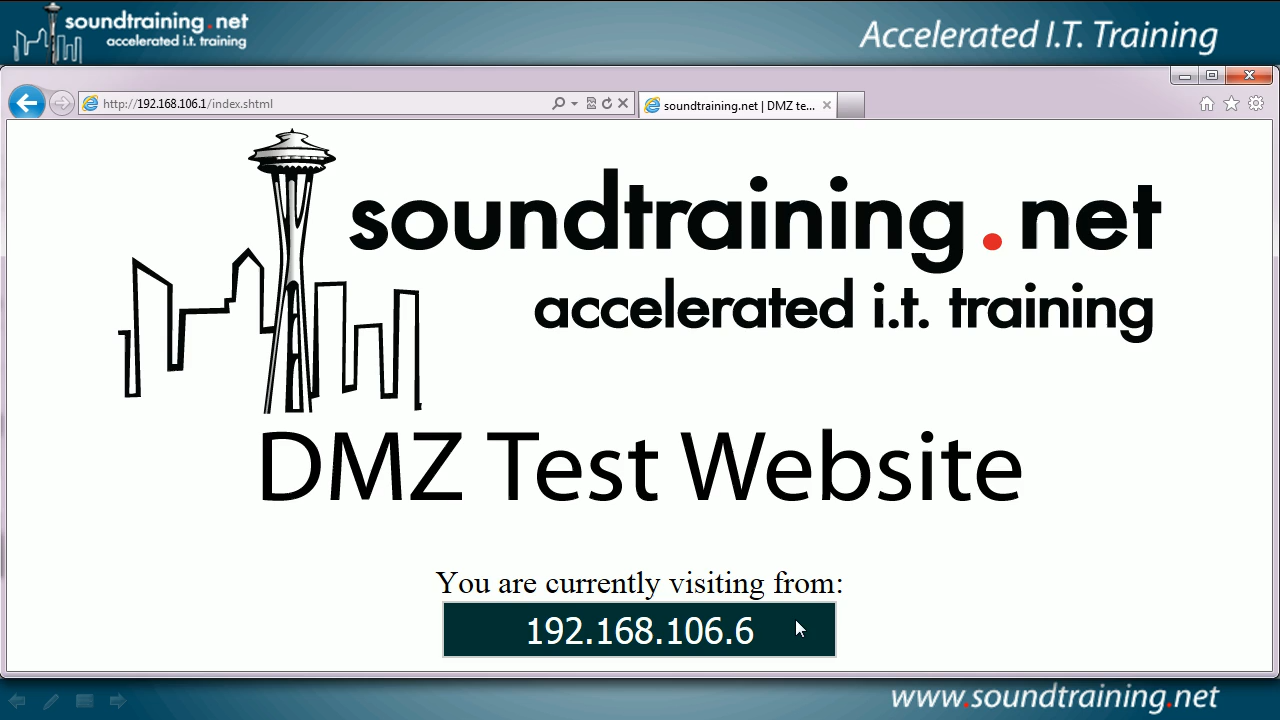 soundtraining.net
accelerated i.t. training
Accelerated I.T. Training
http://192.168.106.1/index.shtml
soundtraining.net | DMZ te...
soundtraining.net
accelerated i.t. training
DMZ Test Website
You are currently visiting from:
192.168.106.6
www.soundtraining.net